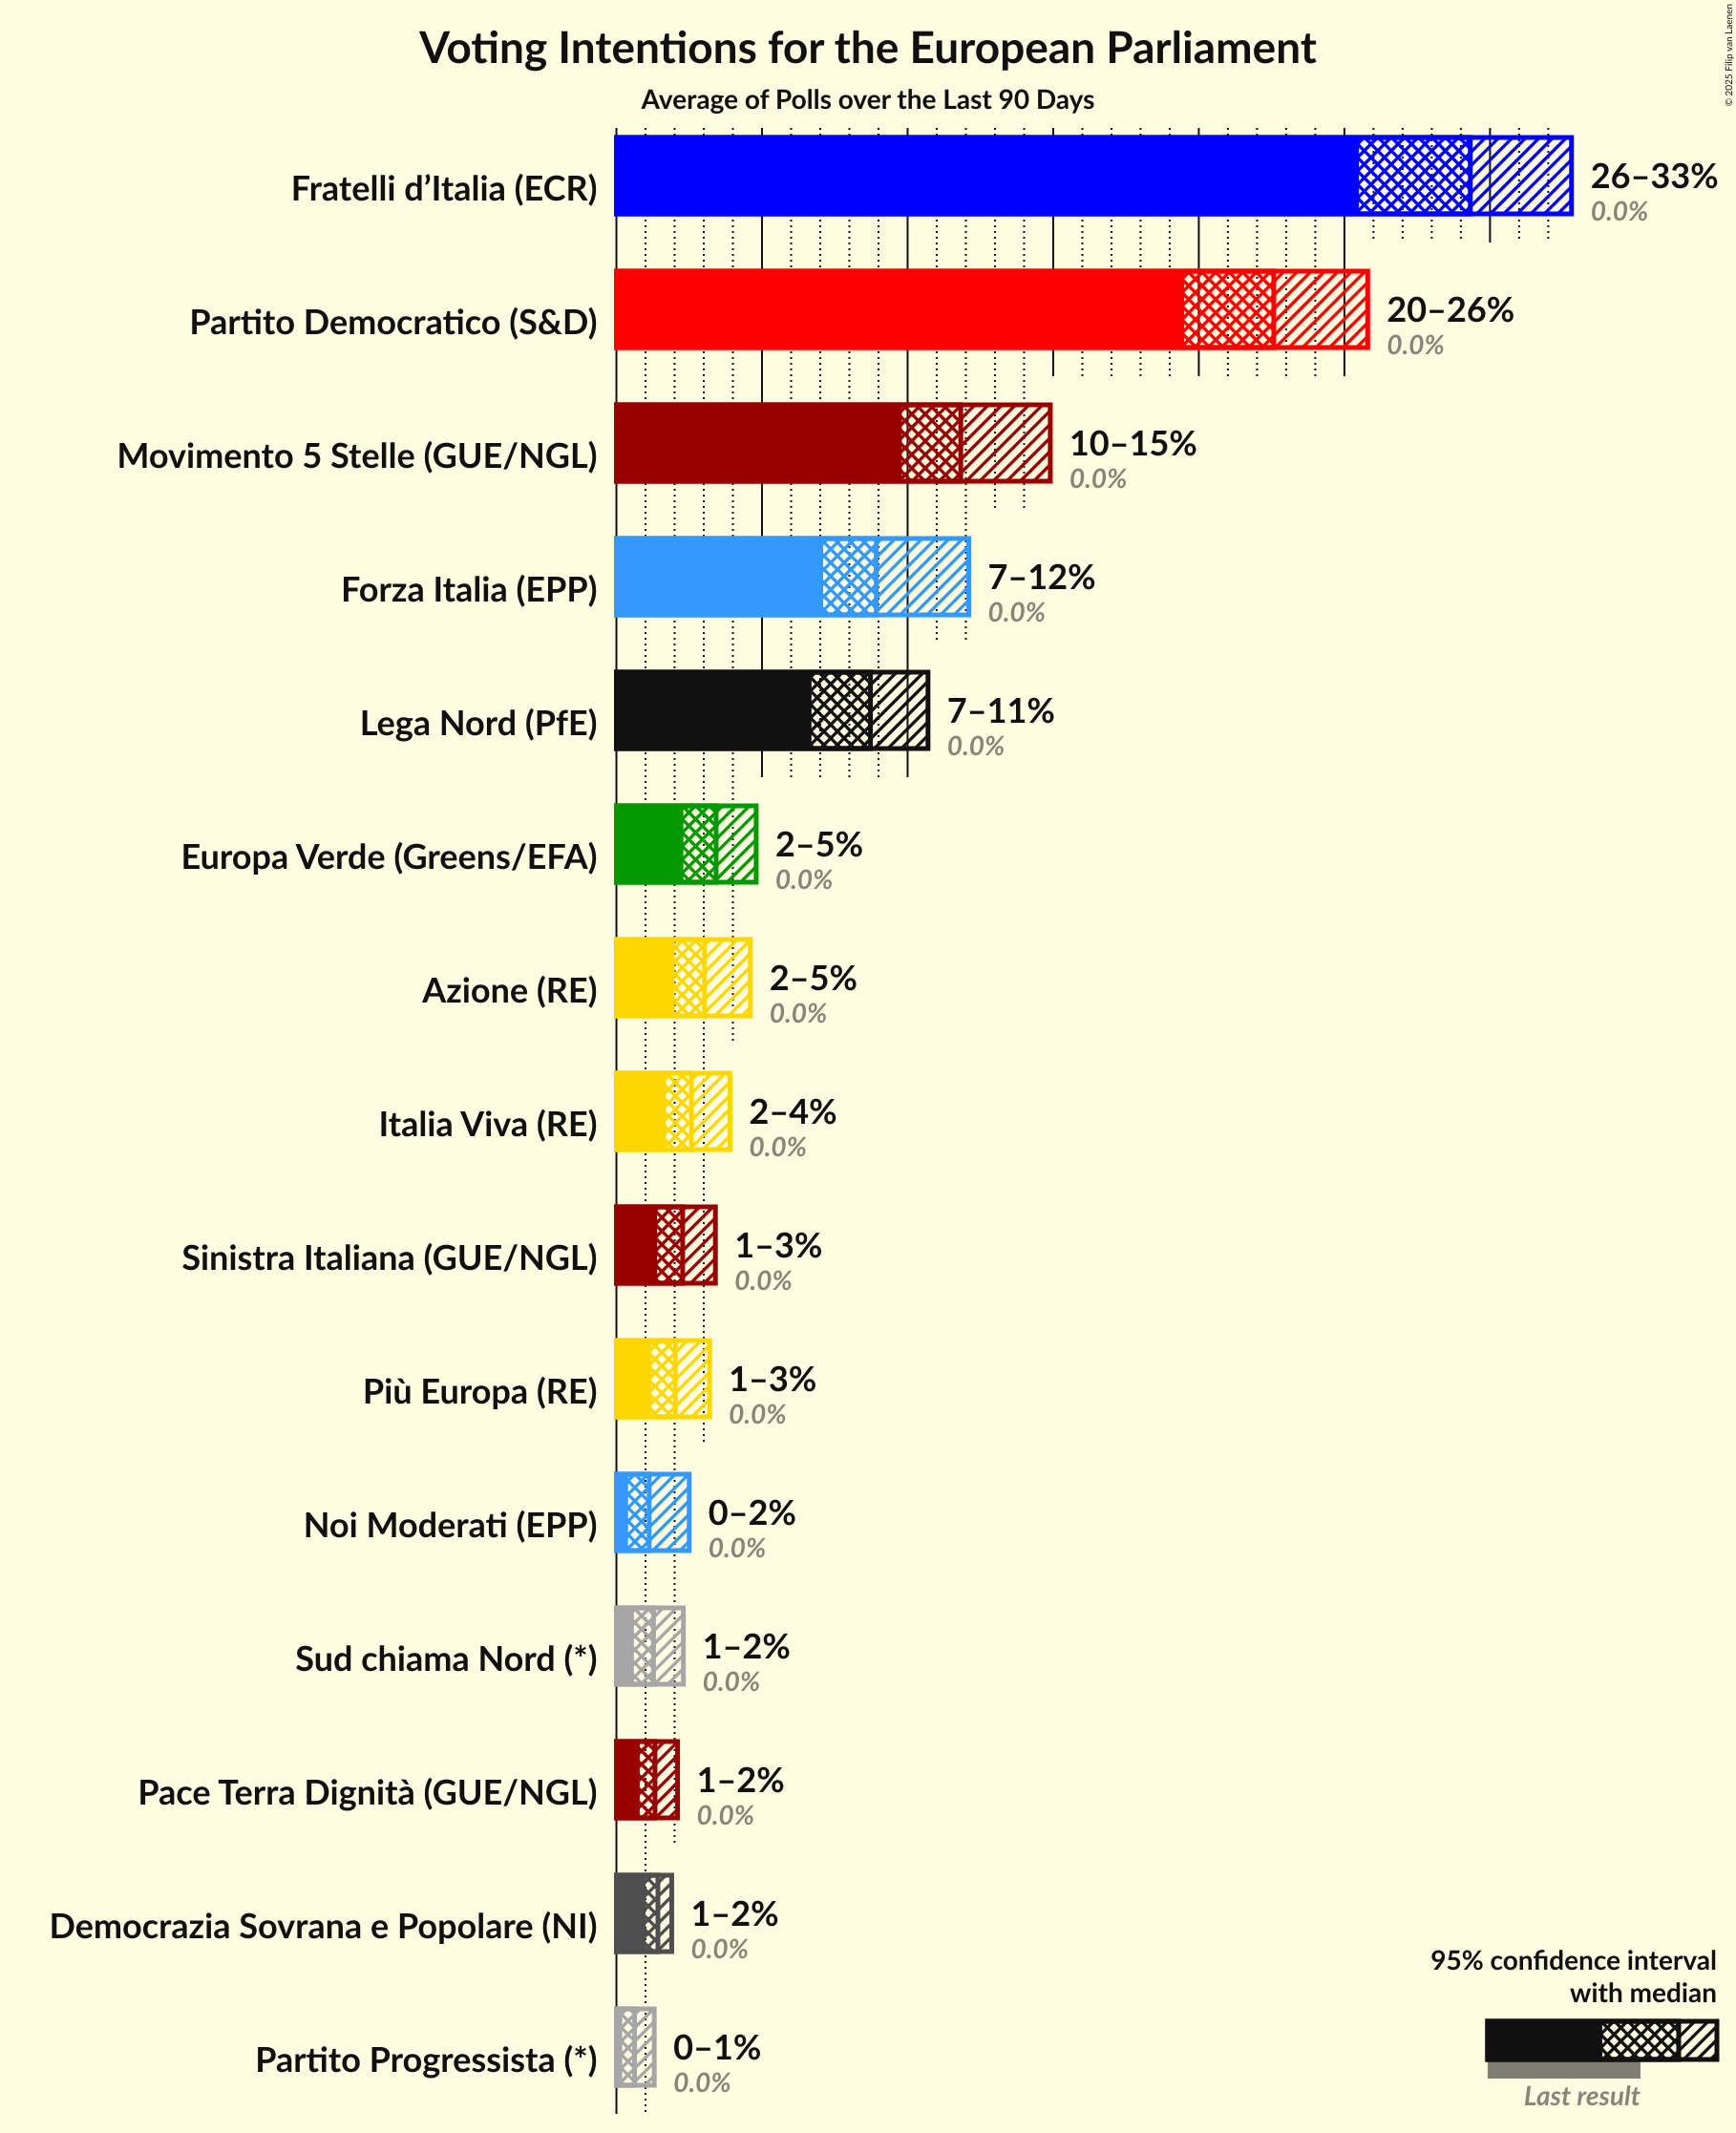 © 2025 Filip van Laenen
Voting Intentions for the European Parliament
Average of Polls over the Last 90 Days
Fratelli d’Italia (ECR)
26–33%
0.0%
Partito Democratico (S&D)
20–26%
0.0%
Movimento 5 Stelle (GUE/NGL)
10–15%
0.0%
Forza Italia (EPP)
7–12%
0.0%
Lega Nord (PfE)
7–11%
0.0%
Europa Verde (Greens/EFA)
2–5%
0.0%
Azione (RE)
2–5%
0.0%
Italia Viva (RE)
2–4%
0.0%
Sinistra Italiana (GUE/NGL)
1–3%
0.0%
Più Europa (RE)
1–3%
0.0%
Noi Moderati (EPP)
0–2%
0.0%
Sud chiama Nord (*)
1–2%
0.0%
Pace Terra Dignità (GUE/NGL)
1–2%
0.0%
Democrazia Sovrana e Popolare (NI)
1–2%
0.0%
Partito Progressista (*)
0–1%
0.0%
95% confidence interval
with median
Last result